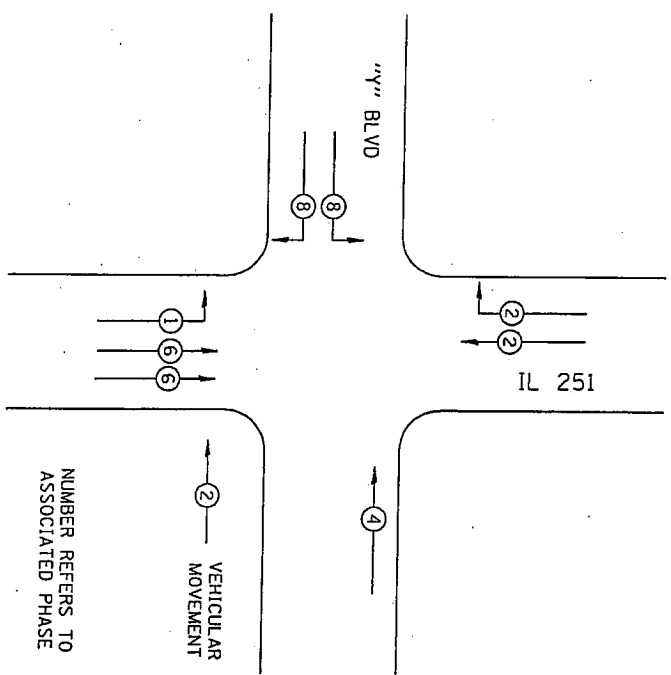 "Y" BLVD
8
8
2
2
IL 251
1
6
6
4
2
VEHICULAR
MOVEMENT
NUMBER REFERS TO
ASSOCIATED PHASE